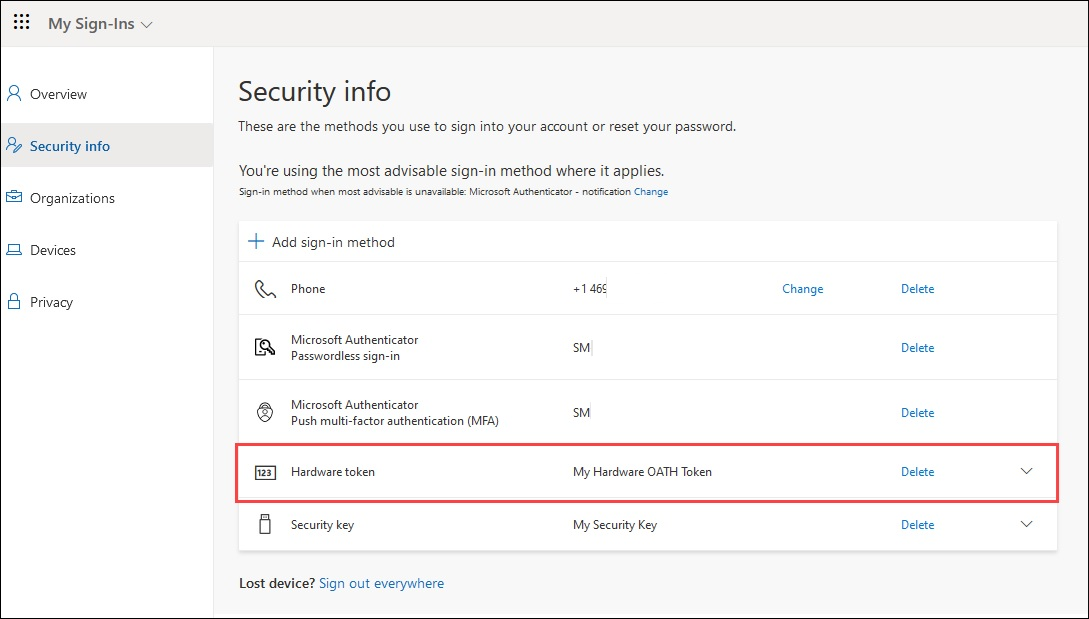 My Sign-Ins
Overview
Security info
Organizations
Devices
Privacy
Security info
These are the methods you use to sign into your account or reset your password.
You're using the most advisable sign-in method where it applies.
Sign-in method when most advisable is unavailable: Microsoft Authenticator - notification Change
Add sign-in method
Phone +1 469 Change Delete
Microsoft Authenticator
Passwordless sign-in SM Delete
Microsoft Authenticator
Push multi-factor authentication (MFA) SM Delete
123 Hardware token My Hardware OATH Token Delete
Security key My Security Key Delete
Lost device? Sign out everywhere